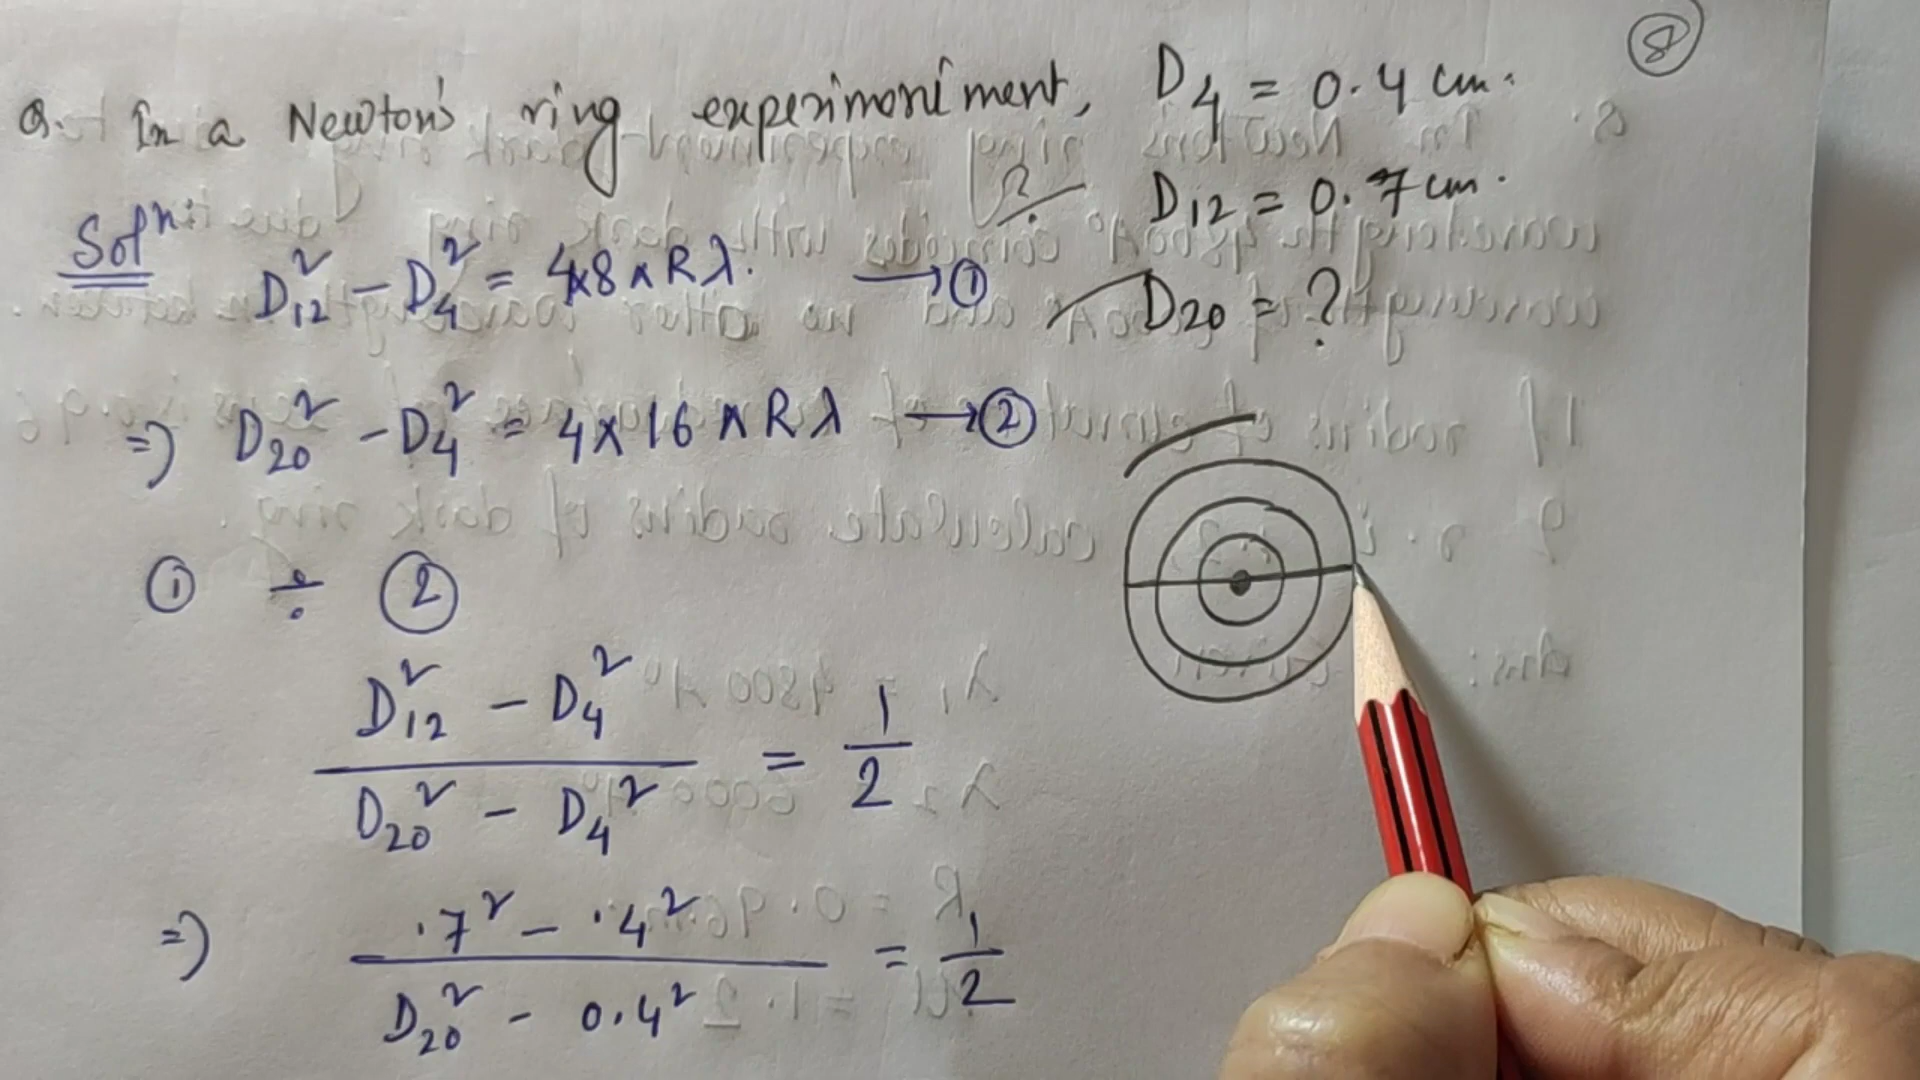 8
Q. In a Newton's ring experimoniment, D₄ = 0.4 cm.
D₁₂ = 0.7 cm.
D₂₀ = ?
Solⁿ: D₁₂² - D₄² = 4×8×Rλ. → ①
⇒ D₂₀² - D₄² = 4×16×Rλ → ②
① ÷ ②
D₁₂² - D₄² / D₂₀² - D₄² = 1/2
⇒ .7² - .4² / D₂₀² - 0.4² = 1/2